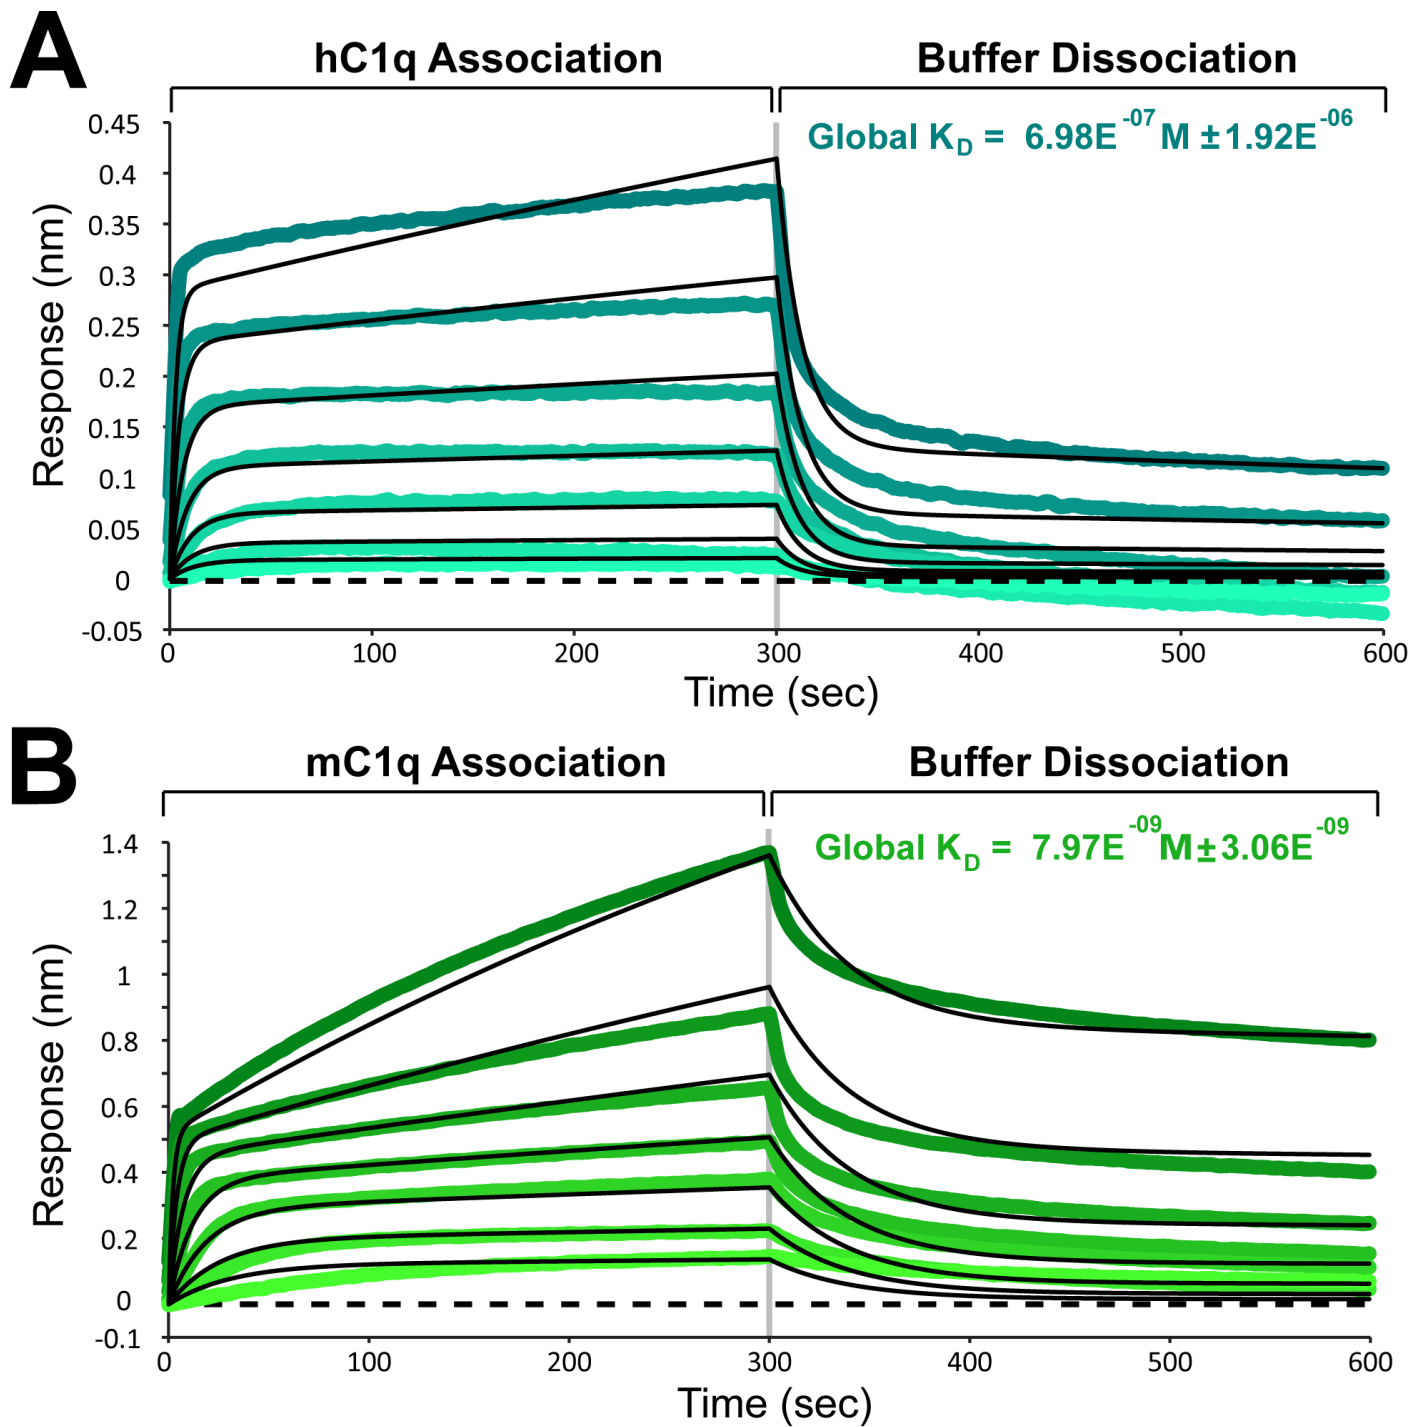 A
hC1q Association
Buffer Dissociation
Global KD = 6.98E-07 M ±1.92E-06
0.45
0.4
0.35
0.3
0.25
0.2
0.15
0.1
0.05
0
-0.05
Response (nm)
0 100 200 300 400 500 600
Time (sec)
B
mC1q Association
Buffer Dissociation
Global KD = 7.97E-09 M±3.06E-09
1.4
1.2
1
0.8
0.6
0.4
0.2
0
-0.1
Response (nm)
0 100 200 300 400 500 600
Time (sec)